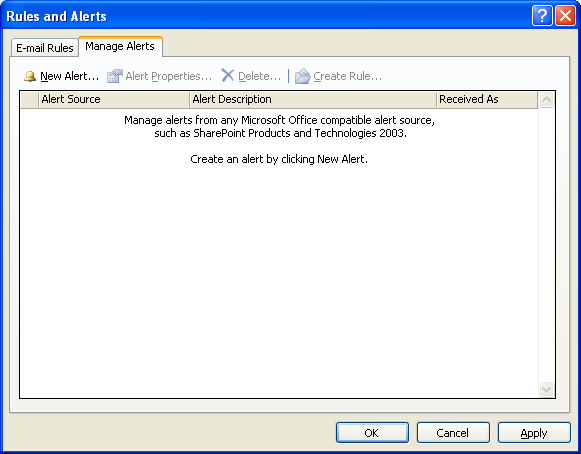 Rules and Alerts
E-mail Rules Manage Alerts
New Alert... Alert Properties... Delete... Create Rule...
Alert Source Alert Description Received As
Manage alerts from any Microsoft Office compatible alert source,
such as SharePoint Products and Technologies 2003.
Create an alert by clicking New Alert.
OK Cancel Apply